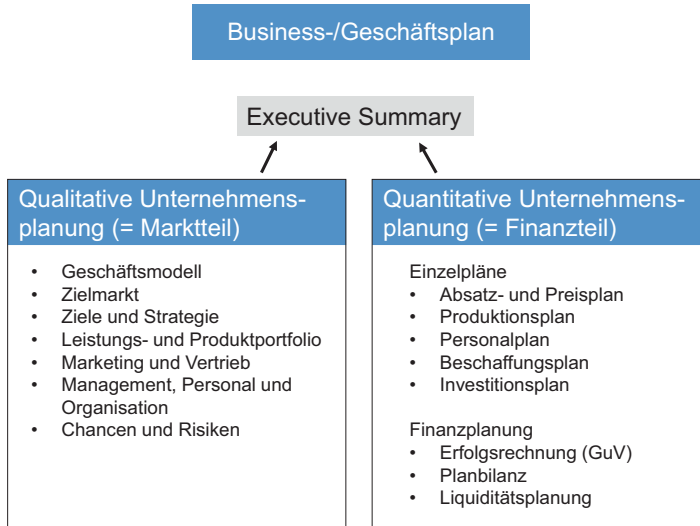 Business-/Geschäftsplan
Executive Summary
Qualitative Unternehmens-
planung (= Marktteil)
• Geschäftsmodell
• Zielmarkt
• Ziele und Strategie
• Leistungs- und Produktportfolio
• Marketing und Vertrieb
• Management, Personal und
Organisation
• Chancen und Risiken
Quantitative Unternehmens-
planung (= Finanzteil)
Einzelpläne
• Absatz- und Preisplan
• Produktionsplan
• Personalplan
• Beschaffungsplan
• Investitionsplan
Finanzplanung
• Erfolgsrechnung (GuV)
• Planbilanz
• Liquiditätsplanung